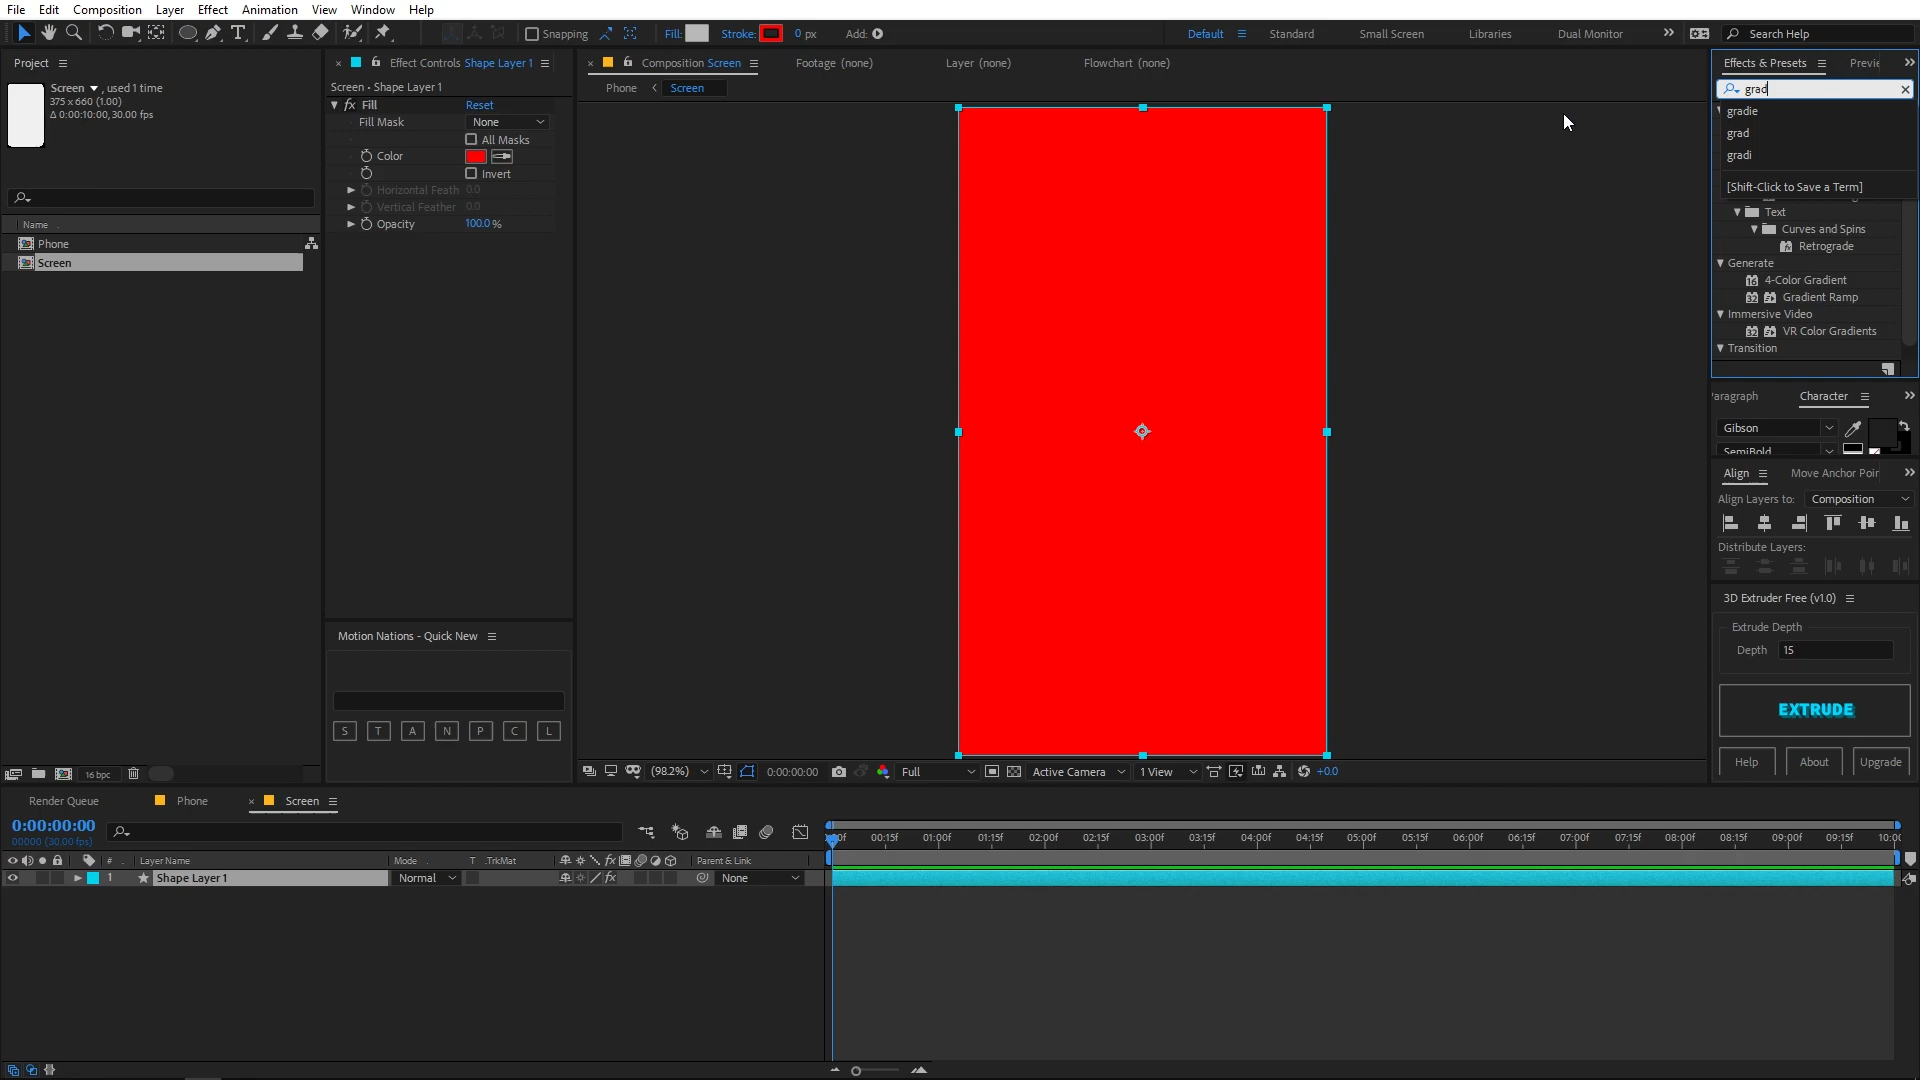 File Edit Composition Layer Effect Animation View Window Help
Snapping Fill: Stroke: 0 px Add: Default Standard Small Screen Libraries Dual Monitor Search Help
Project
Screen , used 1 time
375 x 660 (1.00)
Δ 0:00:10:00, 30.00 fps
Name
Phone
Screen
16 bpc
Effect Controls Shape Layer 1
Screen • Shape Layer 1
fx Fill Reset
Fill Mask None
All Masks
Color
Invert
Horizontal Feath 0.0
Vertical Feather 0.0
Opacity 100.0 %
Motion Nations - Quick New
S T A N P C L
Composition Screen Footage (none) Layer (none) Flowchart (none)
Phone Screen
(98.2%) 0:00:00:00 Full Active Camera 1 View +0.0
Effects & Presets Previe
grad
gradie
grad
gradi
[Shift-Click to Save a Term]
Text
Curves and Spins
Retrograde
Generate
4-Color Gradient
Gradient Ramp
Immersive Video
VR Color Gradients
Transition
aragraph Character
Gibson
SemiBold
Align Move Anchor Poir
Align Layers to: Composition
Distribute Layers:
3D Extruder Free (v1.0)
Extrude Depth
Depth 15
EXTRUDE
Help About Upgrade
Render Queue Phone Screen
0:00:00:00
00000 (30.00 fps)
00:15f 01:00f 01:15f 02:00f 02:15f 03:00f 03:15f 04:00f 04:15f 05:00f 05:15f 06:00f 06:15f 07:00f 07:15f 08:00f 08:15f 09:00f 09:15f 10:0
# Layer Name Mode T .TrkMat fx Parent & Link
1 Shape Layer 1 Normal fx None